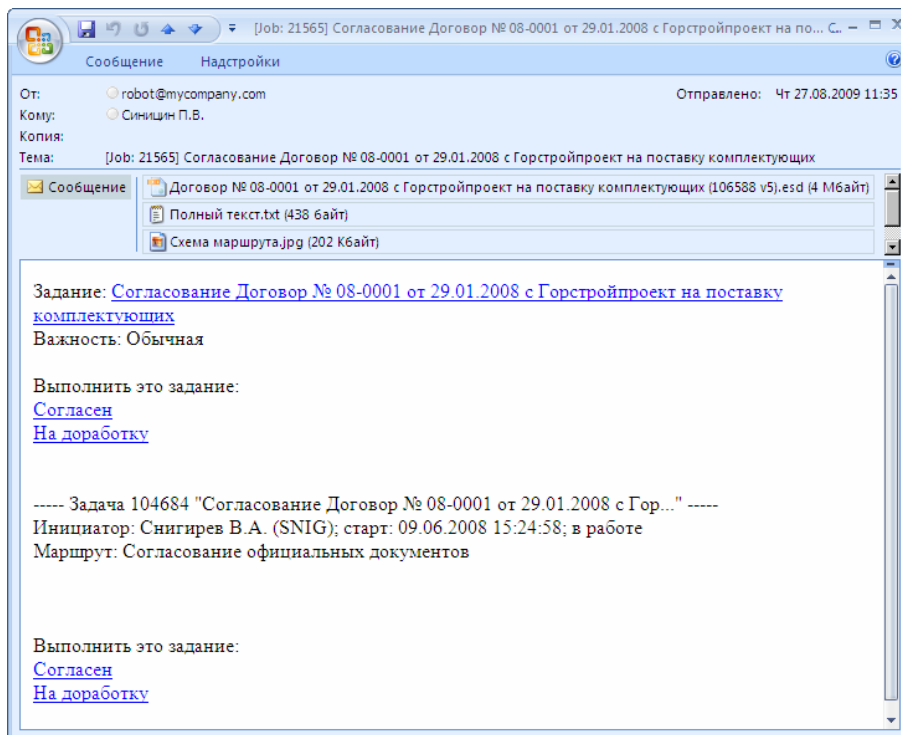 [Job: 21565] Согласование Договор № 08-0001 от 29.01.2008 с Горстройпроект на по... С...
Сообщение Надстройки
От: robot@mycompany.com Отправлено: Чт 27.08.2009 11:35
Кому: Синицин П.В.
Копия:
Тема: [Job: 21565] Согласование Договор № 08-0001 от 29.01.2008 с Горстройпроект на поставку комплектующих
Сообщение Договор № 08-0001 от 29.01.2008 с Горстройпроект на поставку комплектующих (106588 v5).esd (4 Мбайт)
Полный текст.txt (438 байт)
Схема маршрута.jpg (202 Кбайт)
Задание: Согласование Договор № 08-0001 от 29.01.2008 с Горстройпроект на поставку
комплектующих
Важность: Обычная
Выполнить это задание:
Согласен
На доработку
----- Задача 104684 "Согласование Договор № 08-0001 от 29.01.2008 с Гор..." -----
Инициатор: Снигирев В.А. (SNIG); старт: 09.06.2008 15:24:58; в работе
Маршрут: Согласование официальных документов
Выполнить это задание:
Согласен
На доработку